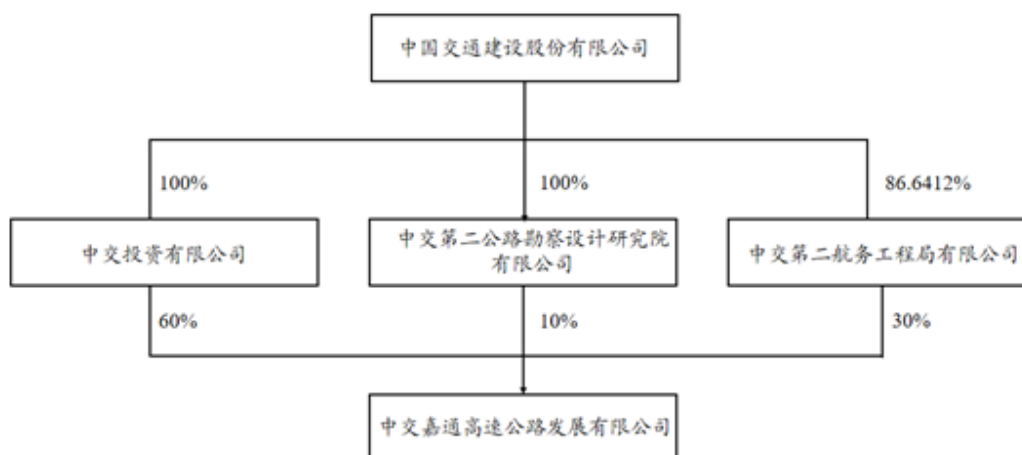 中国交通建设股份有限公司
100%
100%
86.6412%
中交投资有限公司
中交第二公路勘察设计研究院
有限公司
中交第二航务工程局有限公司
60%
10%
30%
中交嘉通高速公路发展有限公司